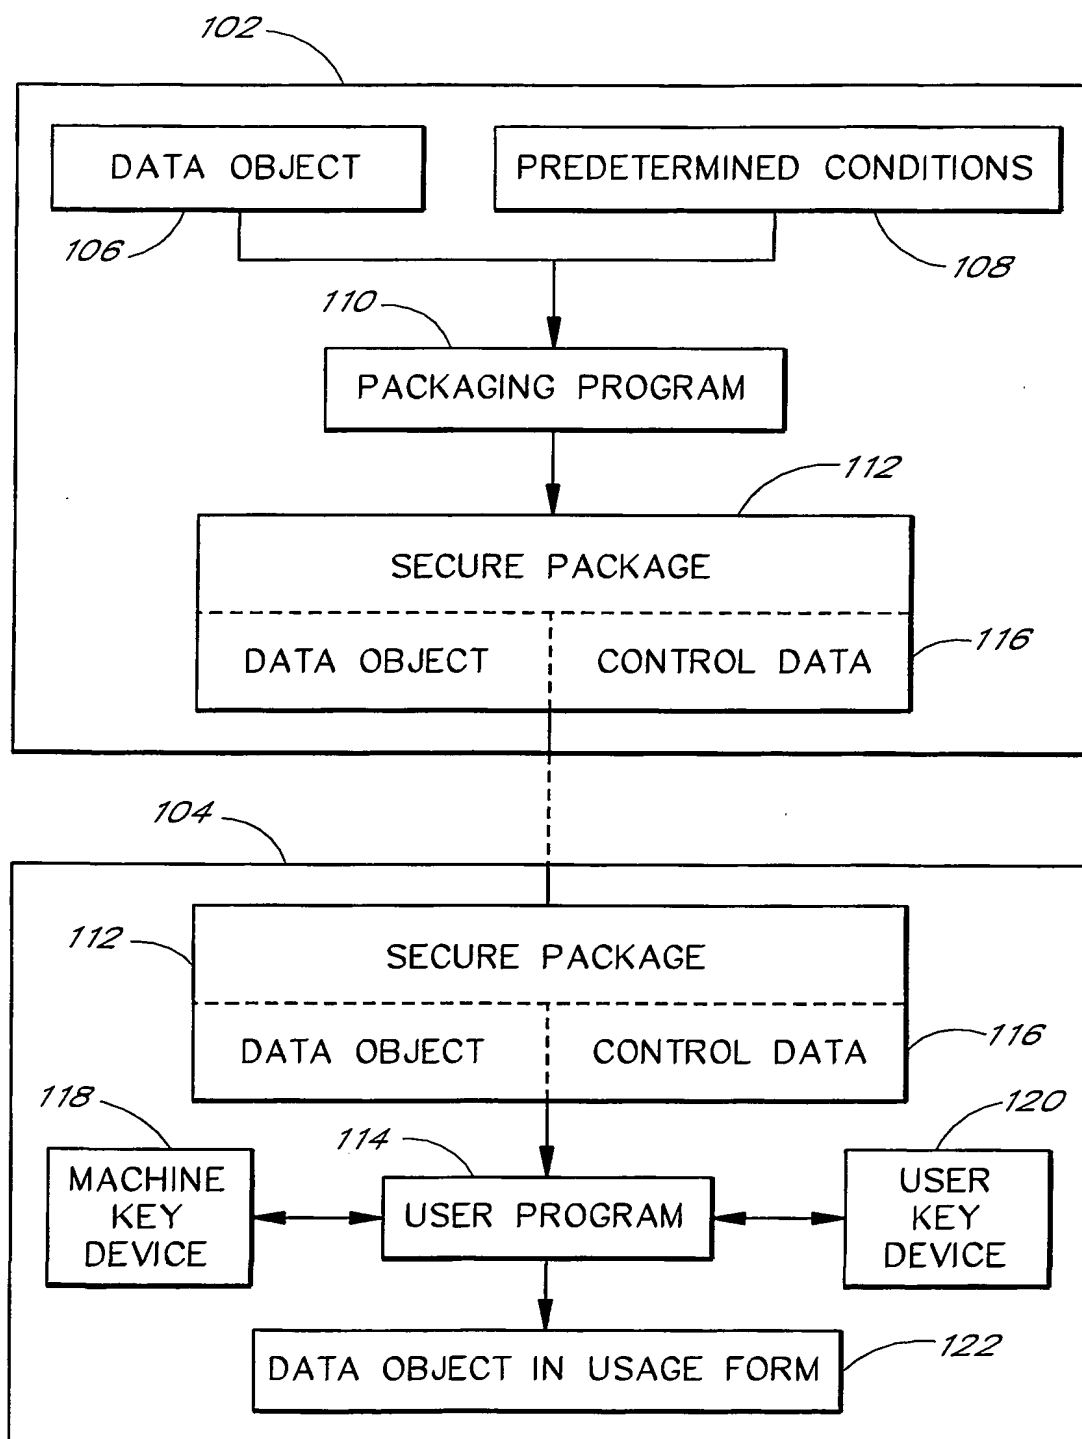 102
DATA OBJECT
PREDETERMINED CONDITIONS
106
108
110
PACKAGING PROGRAM
112
SECURE PACKAGE
DATA OBJECT
CONTROL DATA
116
104
112
SECURE PACKAGE
DATA OBJECT
CONTROL DATA
116
118
120
114
MACHINE
KEY
DEVICE
USER PROGRAM
USER
KEY
DEVICE
DATA OBJECT IN USAGE FORM
122